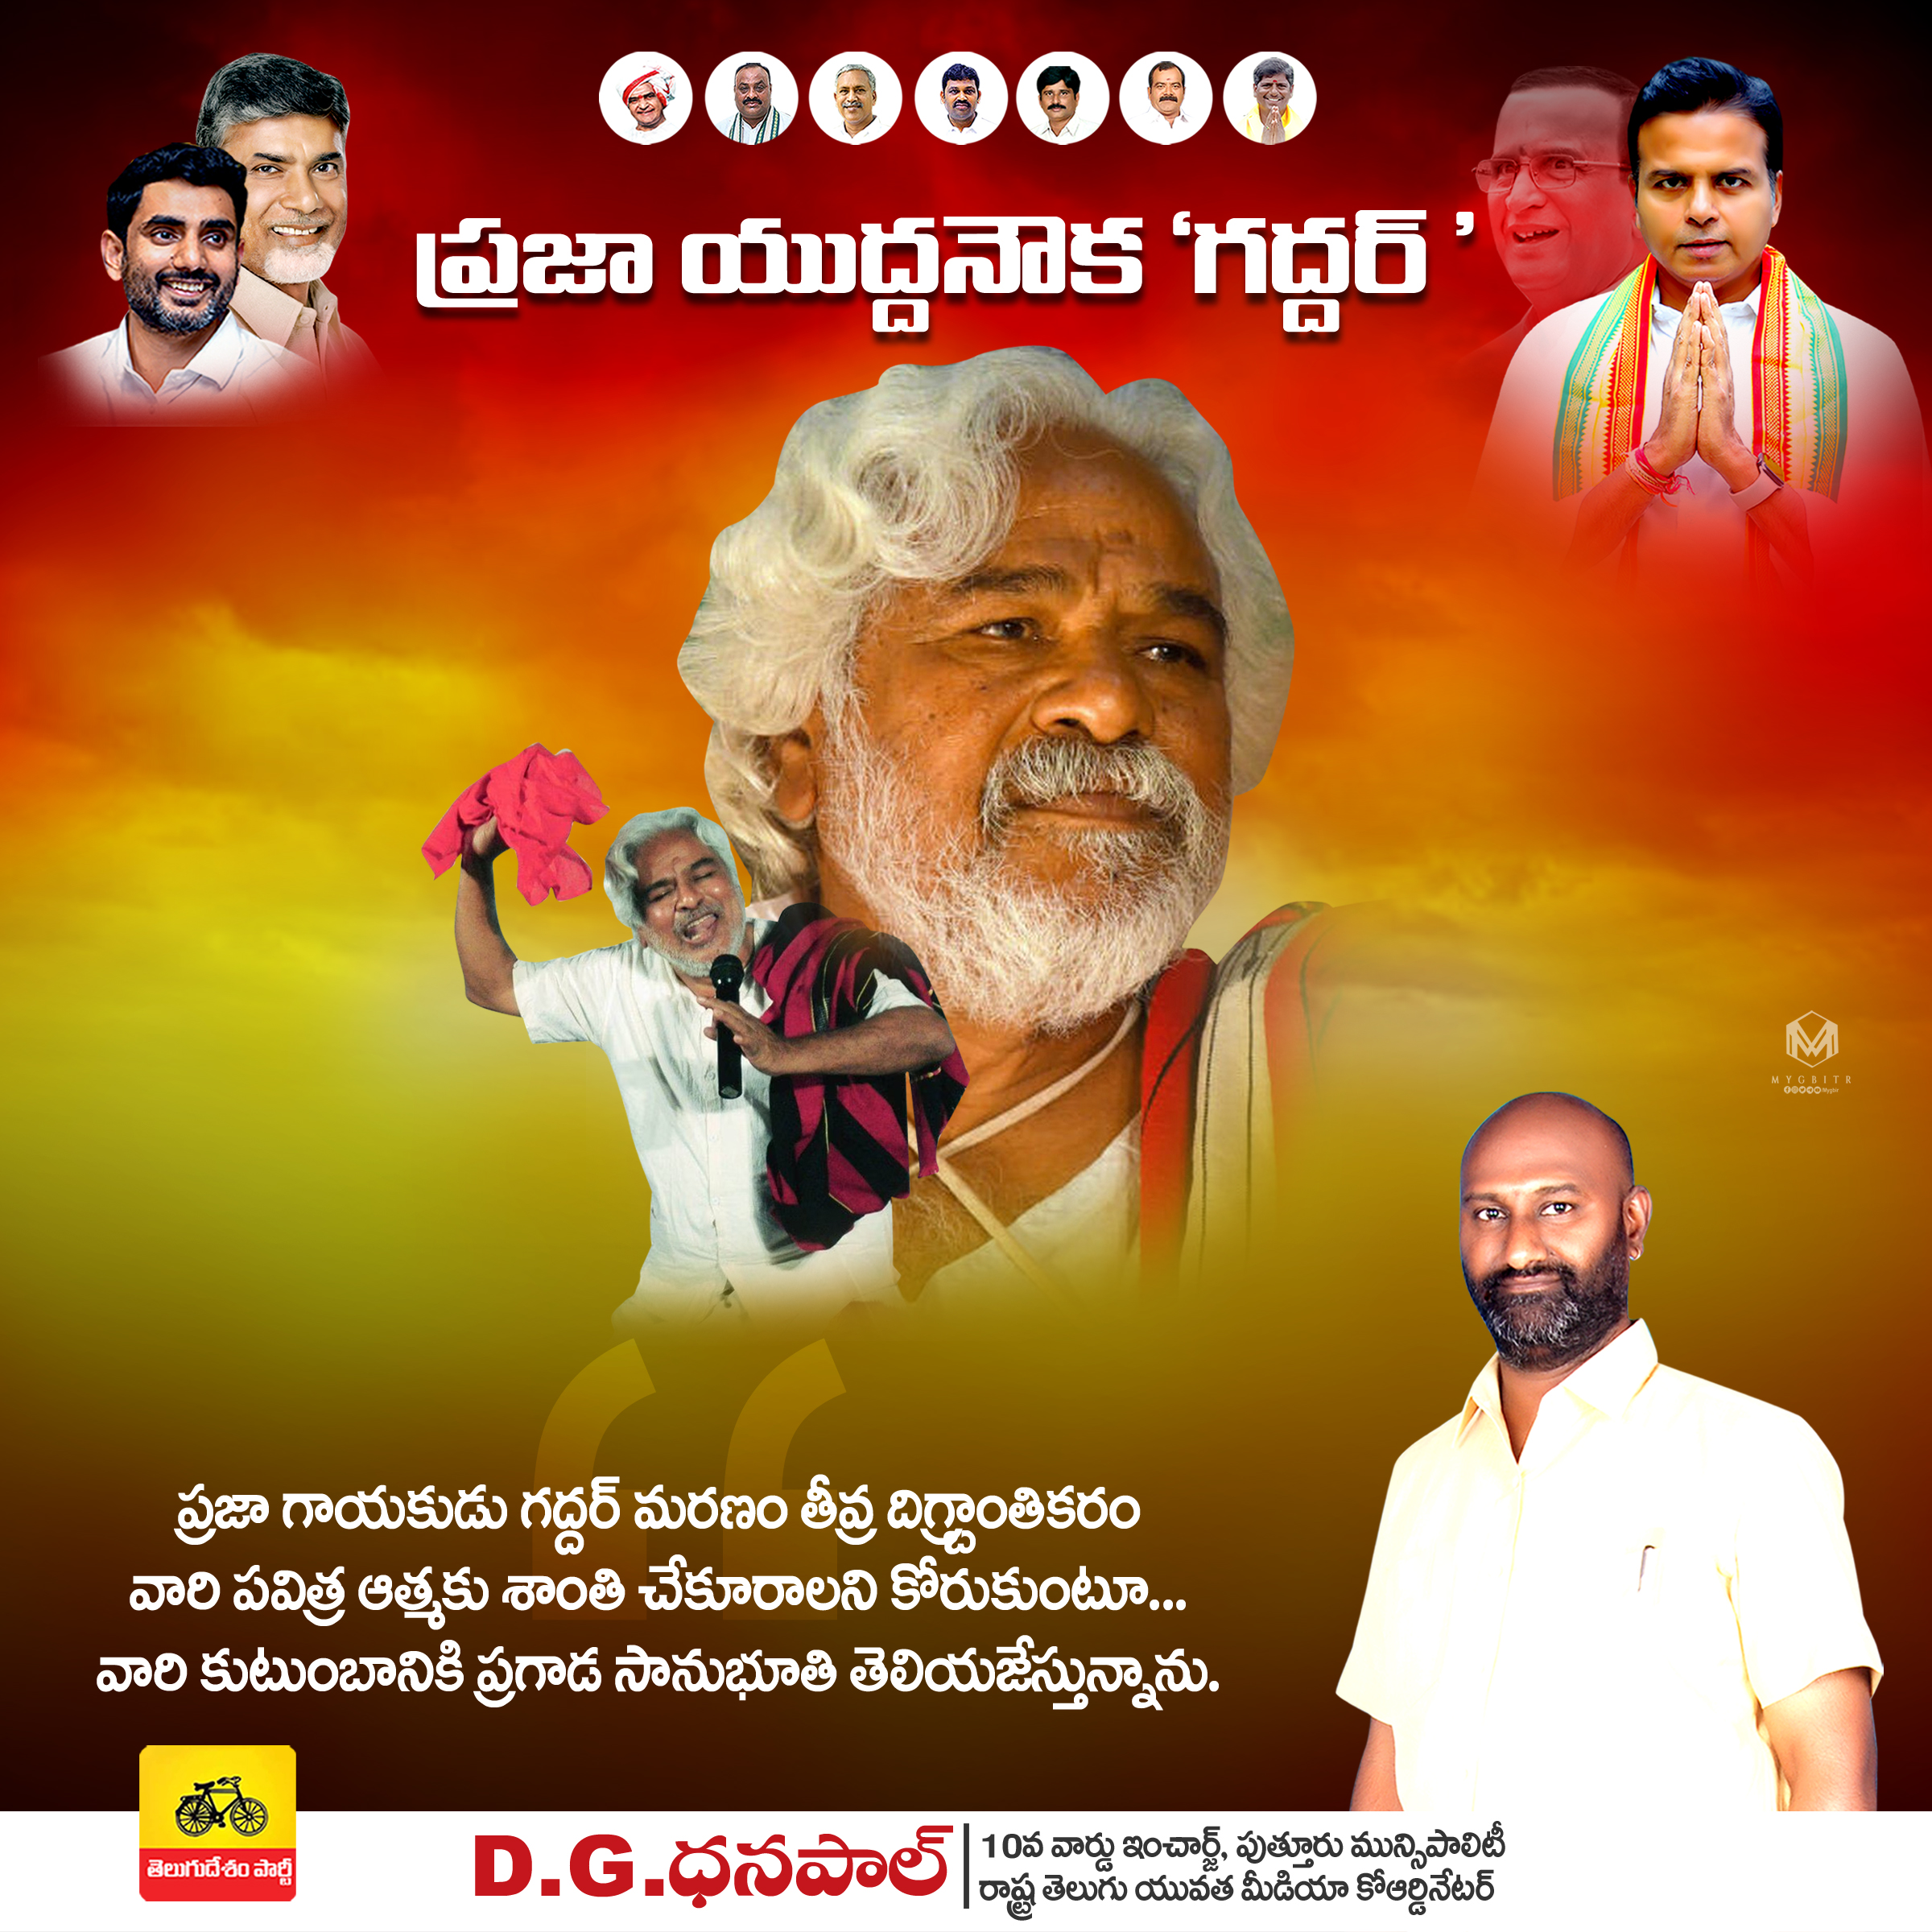 ప్రజా యుద్దనౌక ‘గద్దర్ ’
MYGBITR
ప్రజా గాయకుడు గద్దర్ మరణం తీవ్ర దిగ్భ్రాంతికరం
వారి పవిత్ర ఆత్మకు శాంతి చేకూరాలని కోరుకుంటూ...
వారి కుటుంబానికి ప్రగాడ సానుభూతి తెలియజేస్తున్నాను.
తెలుగుదేశం పార్టీ
D.G.ధనపాల్
10వ వార్డు ఇంచార్జ్, పుత్తూరు మున్సిపాలిటీ
రాష్ట్ర తెలుగు యువత మీడియా కోఆర్డినేటర్